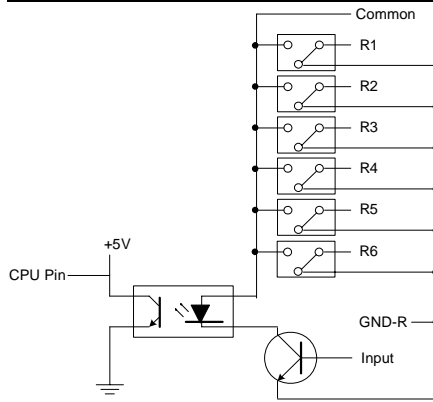 Common
R1
R2
R3
R4
R5
R6
+5V
CPU Pin
GND-R
Input